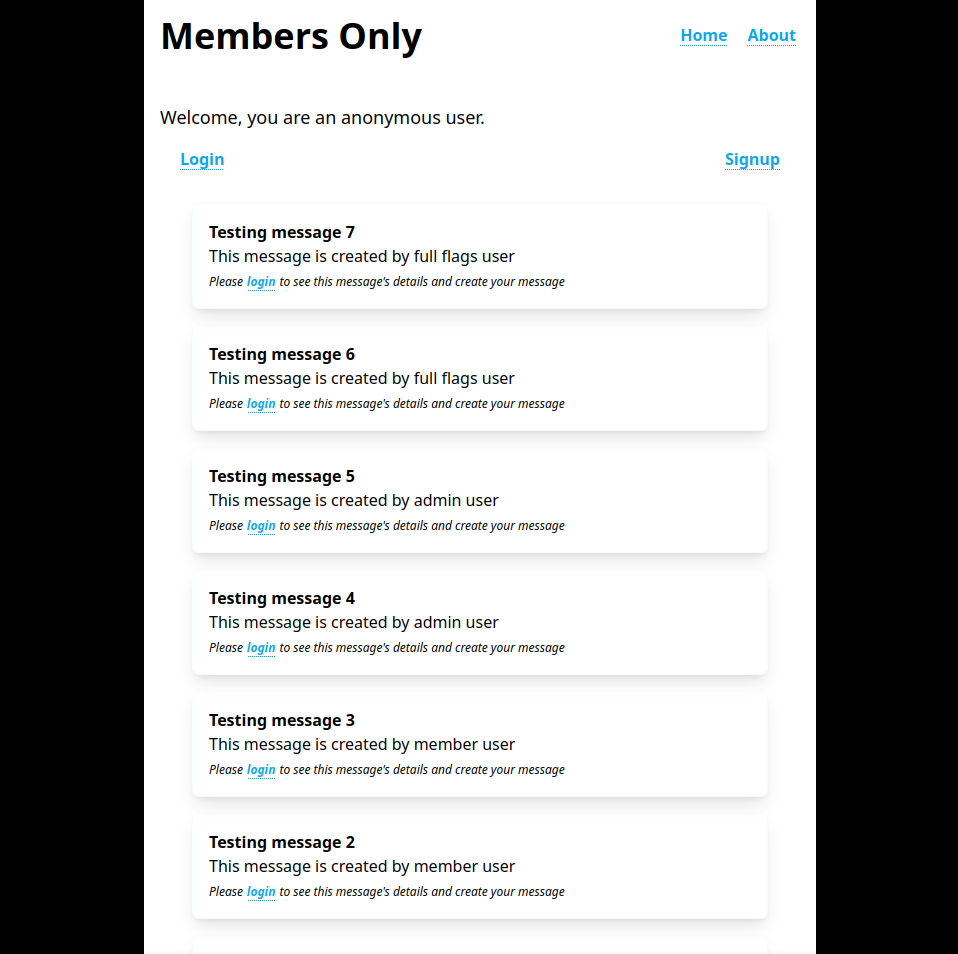 Members Only
Home About
Welcome, you are an anonymous user.
Login Signup
Testing message 7
This message is created by full flags user
Please login to see this message's details and create your message
Testing message 6
This message is created by full flags user
Please login to see this message's details and create your message
Testing message 5
This message is created by admin user
Please login to see this message's details and create your message
Testing message 4
This message is created by admin user
Please login to see this message's details and create your message
Testing message 3
This message is created by member user
Please login to see this message's details and create your message
Testing message 2
This message is created by member user
Please login to see this message's details and create your message